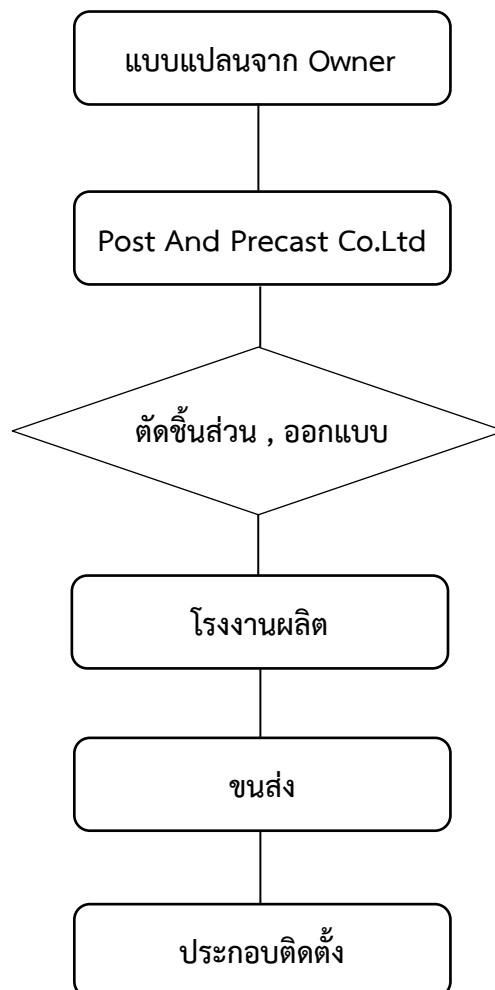 แบบแปลนจาก Owner
Post And Precast Co.Ltd
ตัดชิ้นส่วน , ออกแบบ
โรงงานผลิต
ขนส่ง
ประกอบติดตั้ง